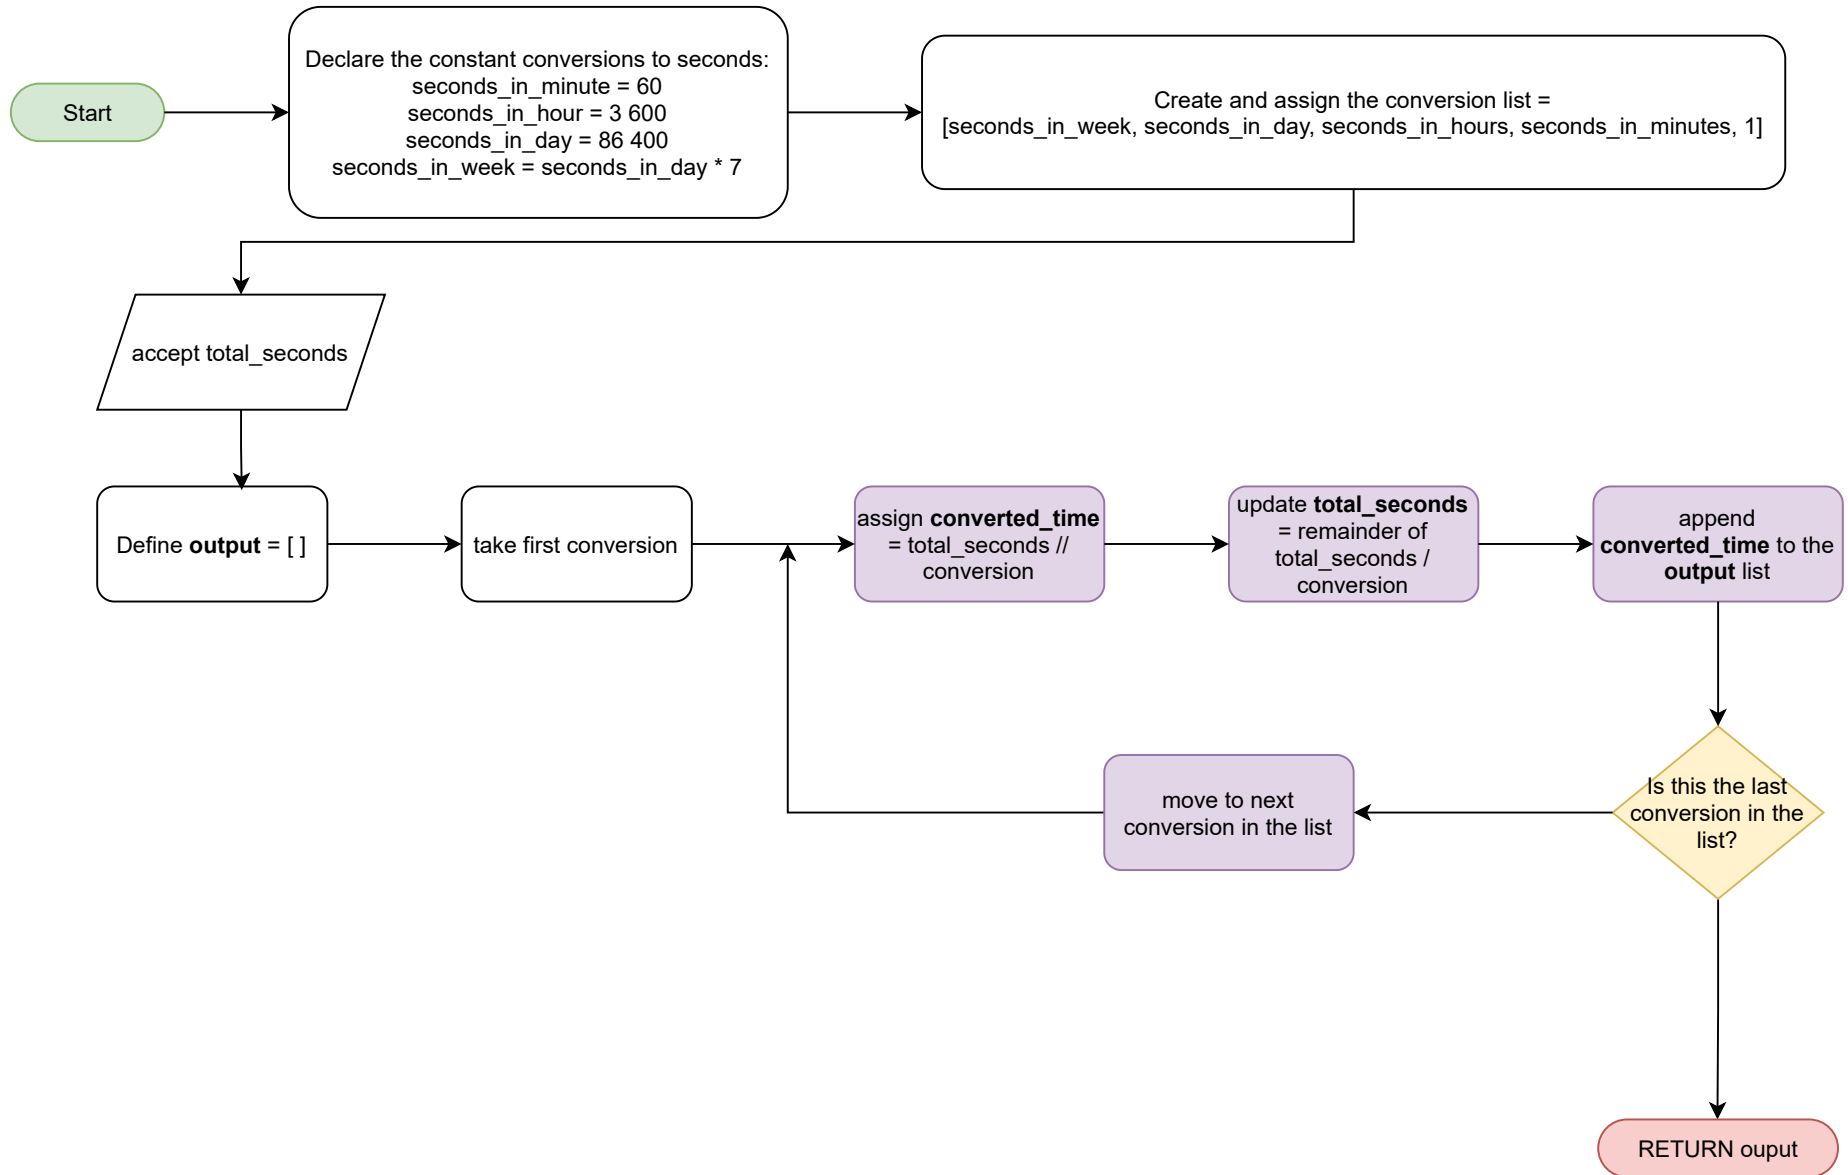 Start
Declare the constant conversions to seconds:
seconds_in_minute = 60
seconds_in_hour = 3 600
seconds_in_day = 86 400
seconds_in_week = seconds_in_day * 7
Create and assign the conversion list =
[seconds_in_week, seconds_in_day, seconds_in_hours, seconds_in_minutes, 1]
accept total_seconds
Define output = [ ]
take first conversion
assign converted_time
= total_seconds //
conversion
update total_seconds
= remainder of
total_seconds /
conversion
append
converted_time to the
output list
Is this the last
conversion in the
list?
move to next
conversion in the list
RETURN ouput